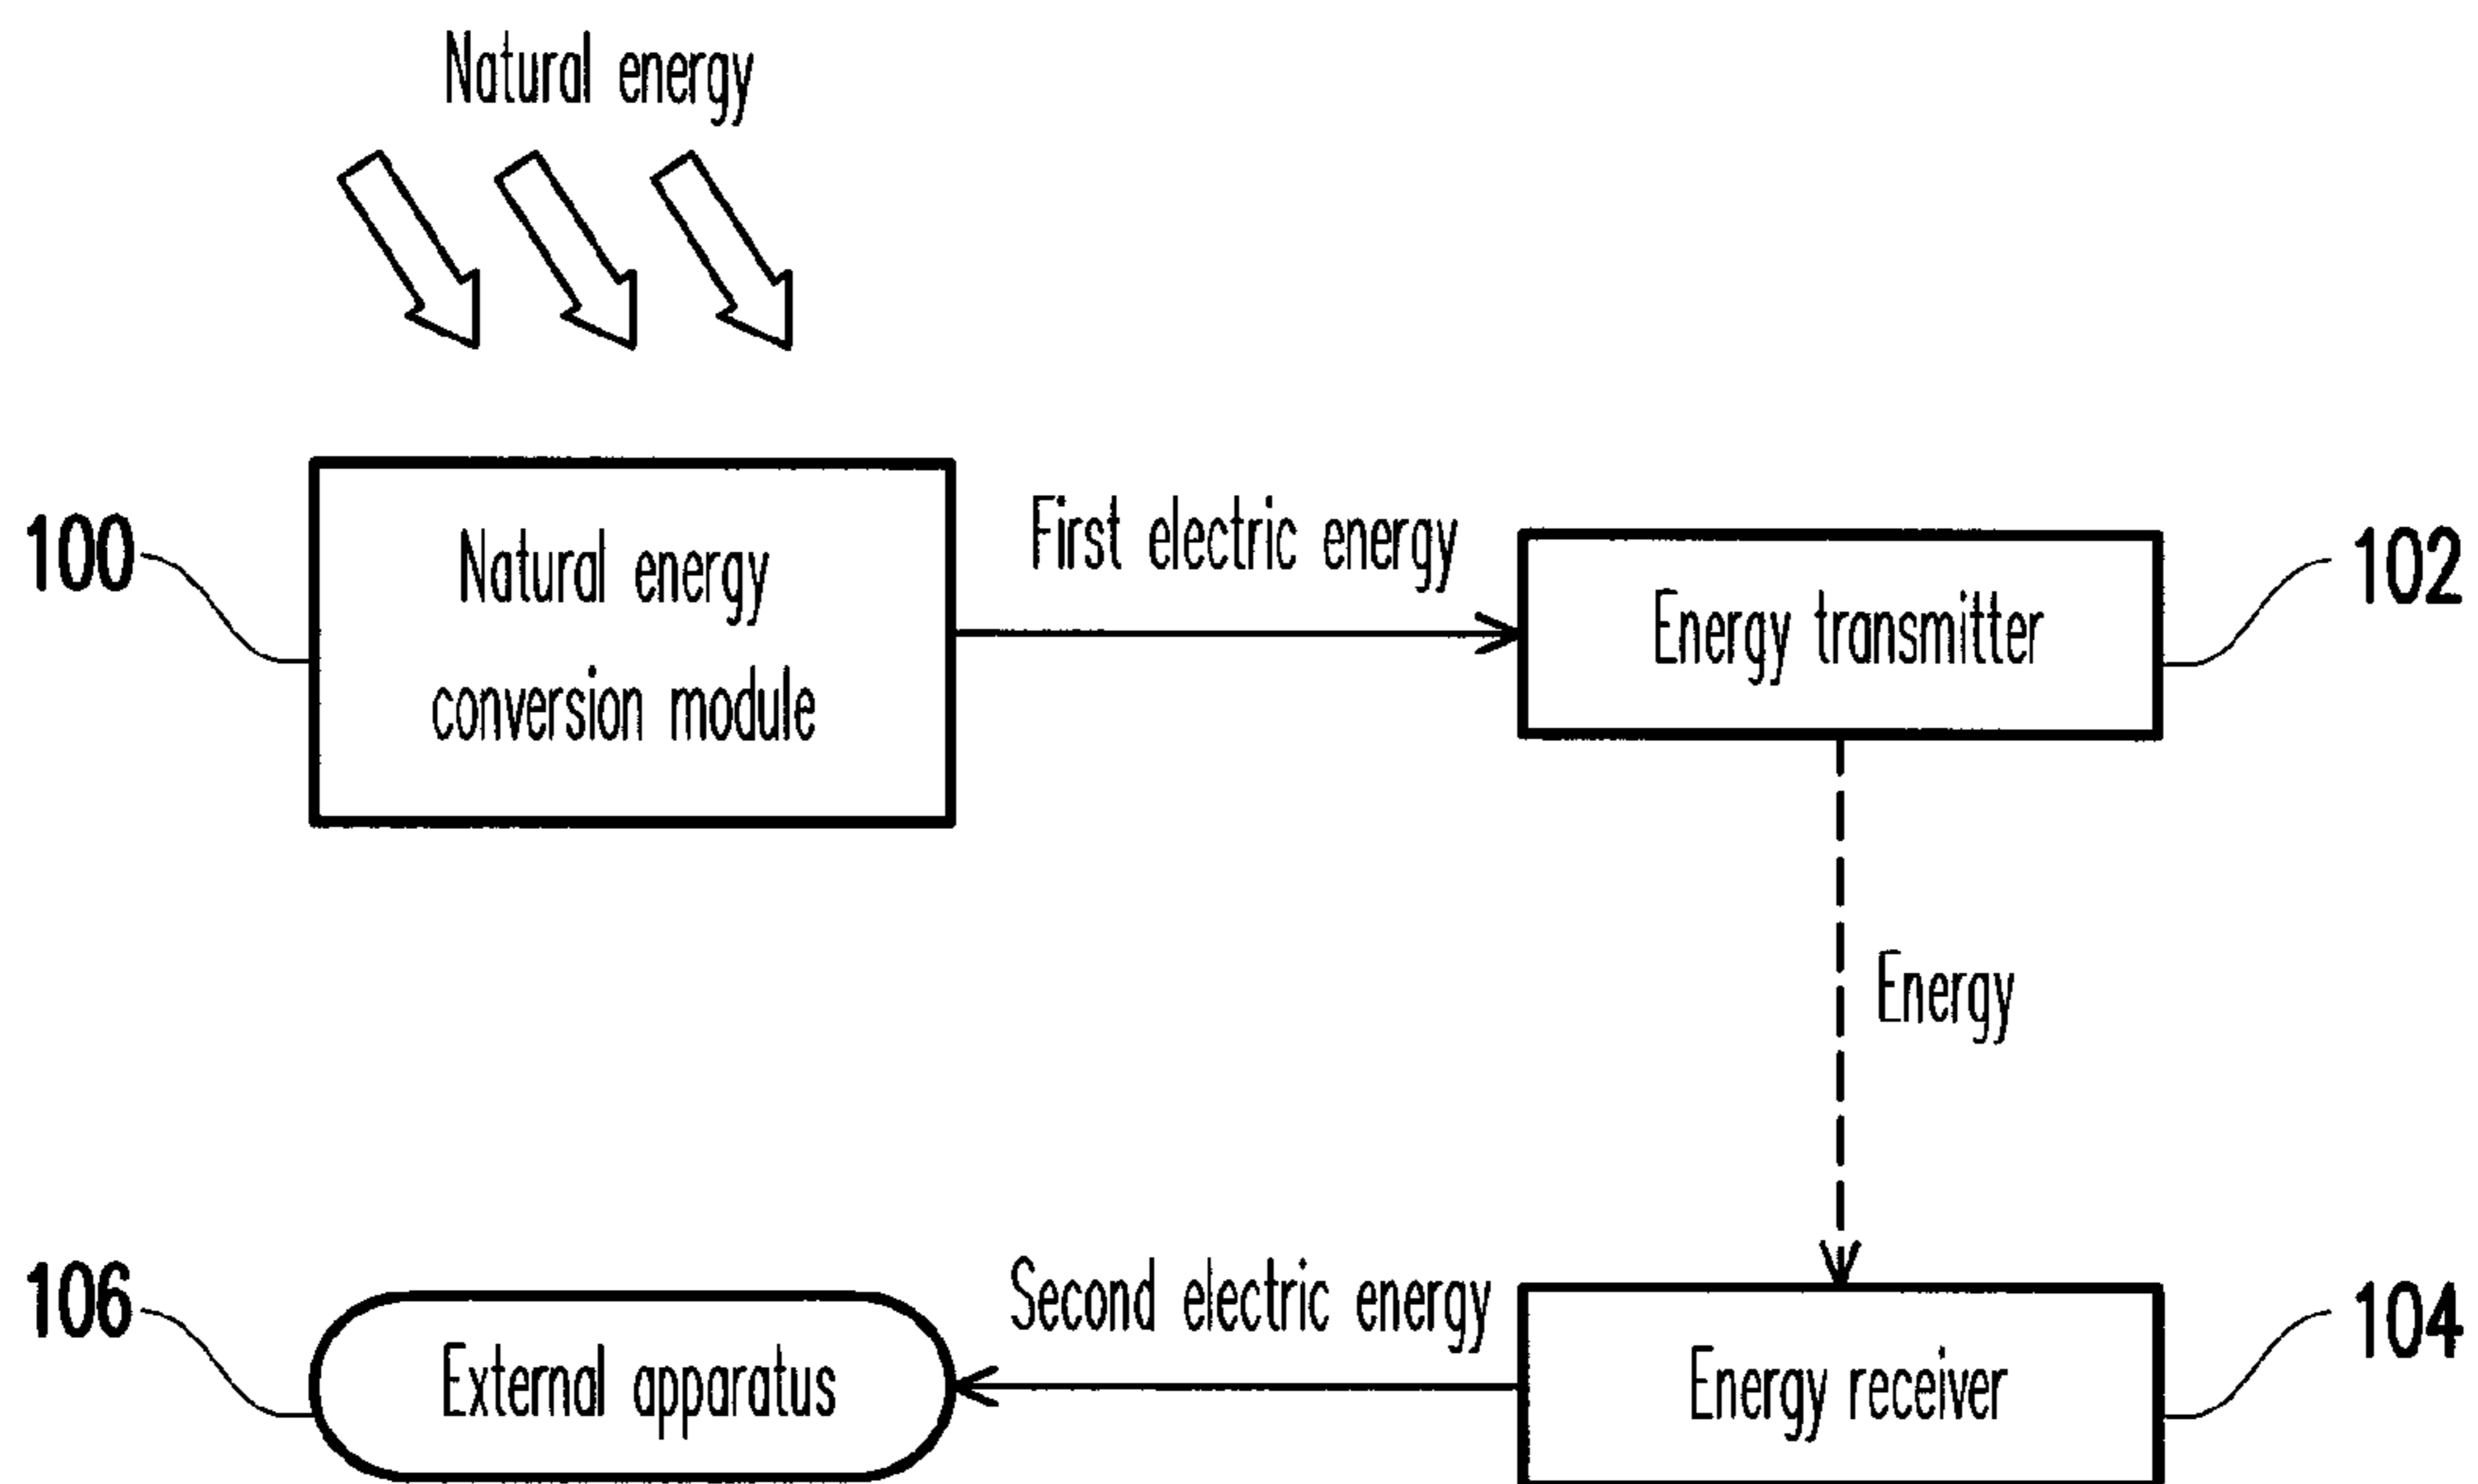 Natural energy
100
Natural energy
conversion module
First electric energy
Energy transmitter
102
Energy
106
External apparatus
Second electric energy
Energy receiver
104